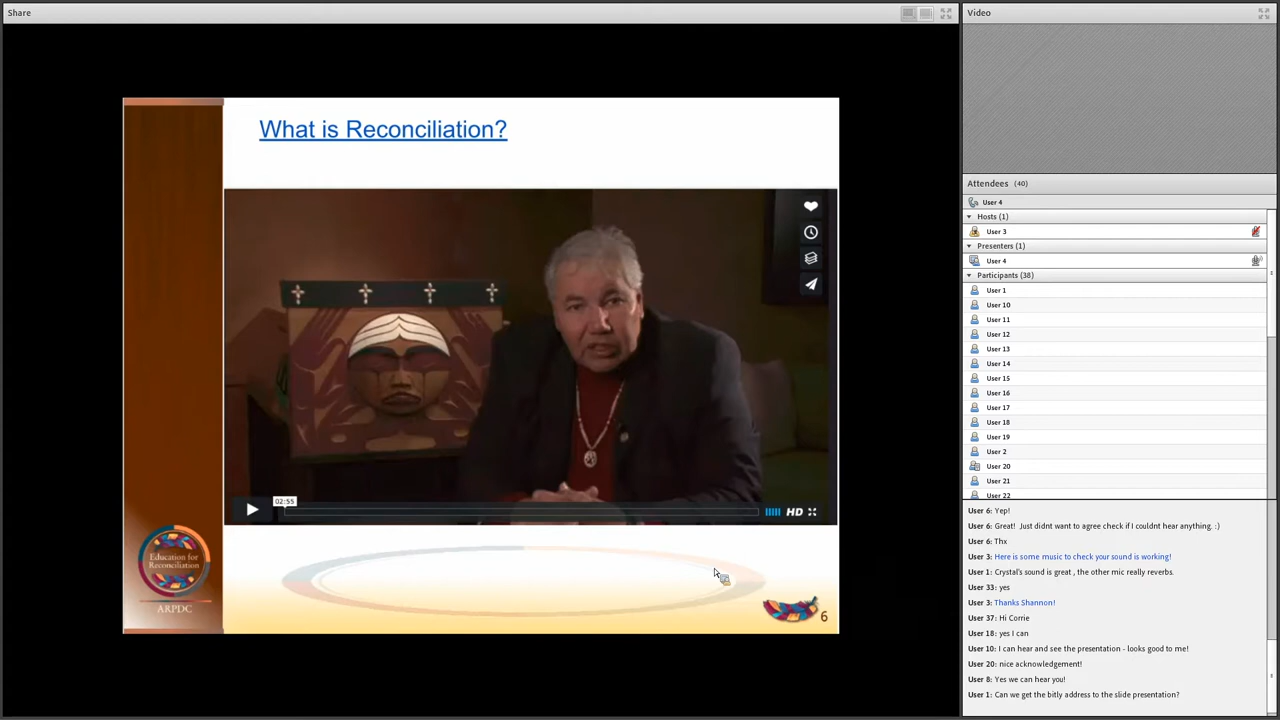 Share
What is Reconciliation?
02:55
HD
Education for
Reconciliation
ARPDC
6
Video
Attendees (40)
User 4
Hosts (1)
User 3
Presenters (1)
User 4
Participants (38)
User 1
User 10
User 11
User 12
User 13
User 14
User 15
User 16
User 17
User 18
User 19
User 2
User 20
User 21
User 22
User 6: Yep!
User 6: Great! Just didnt want to agree check if I couldnt hear anything. :)
User 6: Thx
User 3: Here is some music to check your sound is working!
User 1: Crystal's sound is great , the other mic really reverbs.
User 33: yes
User 3: Thanks Shannon!
User 37: Hi Corrie
User 18: yes I can
User 10: I can hear and see the presentation - looks good to me!
User 20: nice acknowledgement!
User 8: Yes we can hear you!
User 1: Can we get the bitly address to the slide presentation?